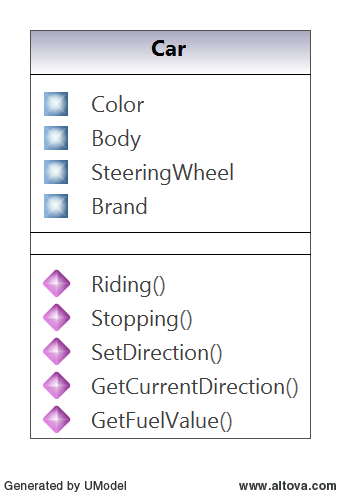 Car
Color
Body
SteeringWheel
Brand
Riding()
Stopping()
SetDirection()
GetCurrentDirection()
GetFuelValue()
Generated by UModel www.altova.com